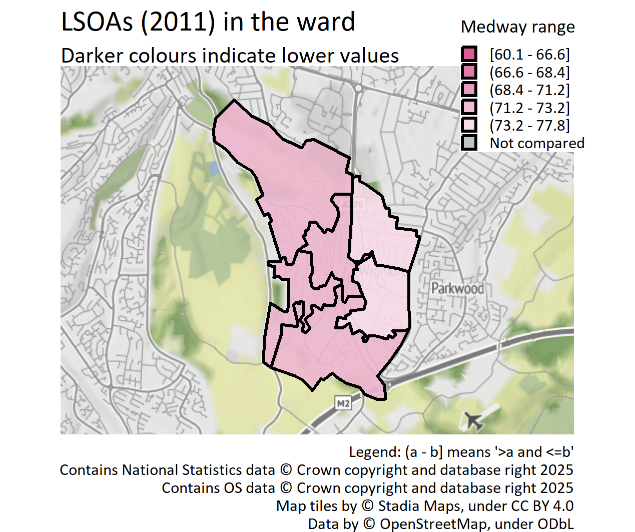 LSOAs (2011) in the ward
Darker colours indicate lower values
Medway range
[60.1 - 66.6]
(66.6 - 68.4]
(68.4 - 71.2]
(71.2 - 73.2]
(73.2 - 77.8]
Not compared
Parkwood
M2
Legend: (a - b] means '>a and <=b'
Contains National Statistics data © Crown copyright and database right 2025
Contains OS data © Crown copyright and database right 2025
Map tiles by © Stadia Maps, under CC BY 4.0
Data by © OpenStreetMap, under ODbL